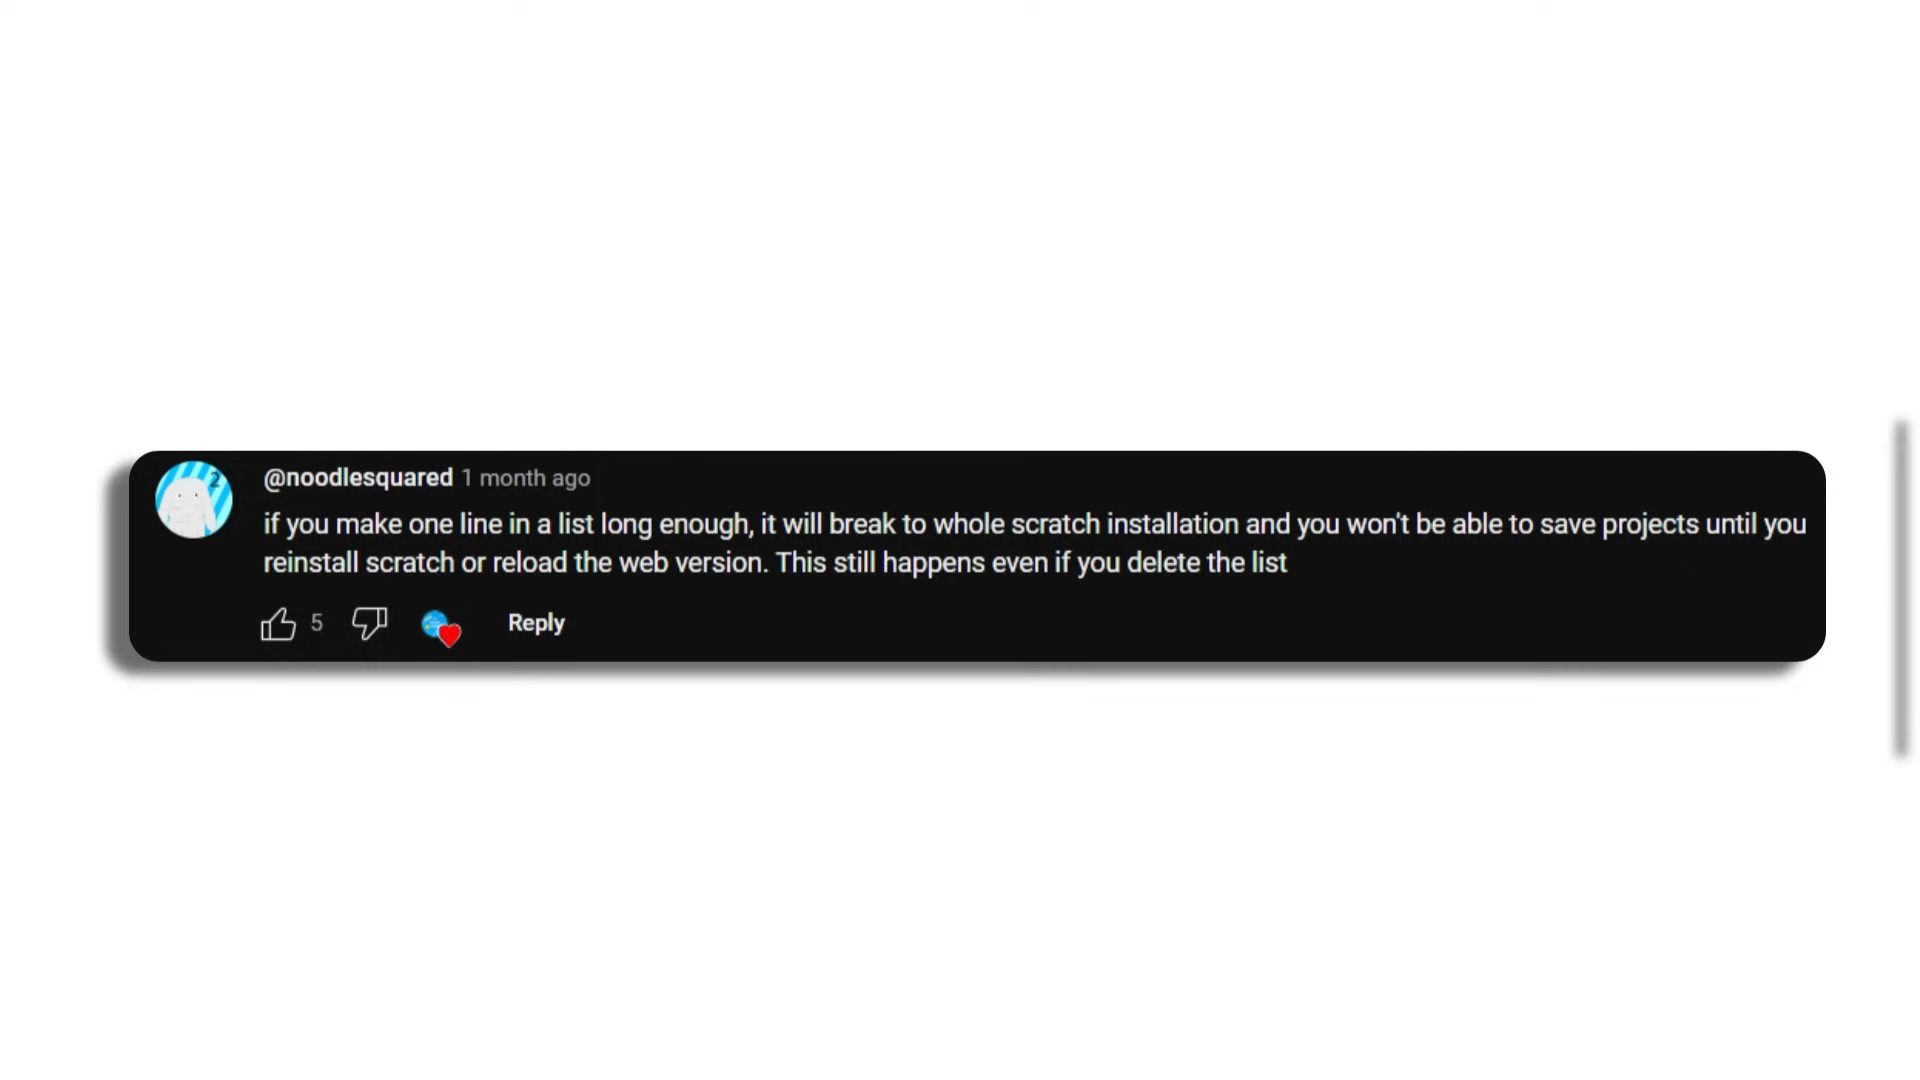 2
@noodlesquared 1 month ago
if you make one line in a list long enough, it will break to whole scratch installation and you won't be able to save projects until you
reinstall scratch or reload the web version. This still happens even if you delete the list
5 Reply